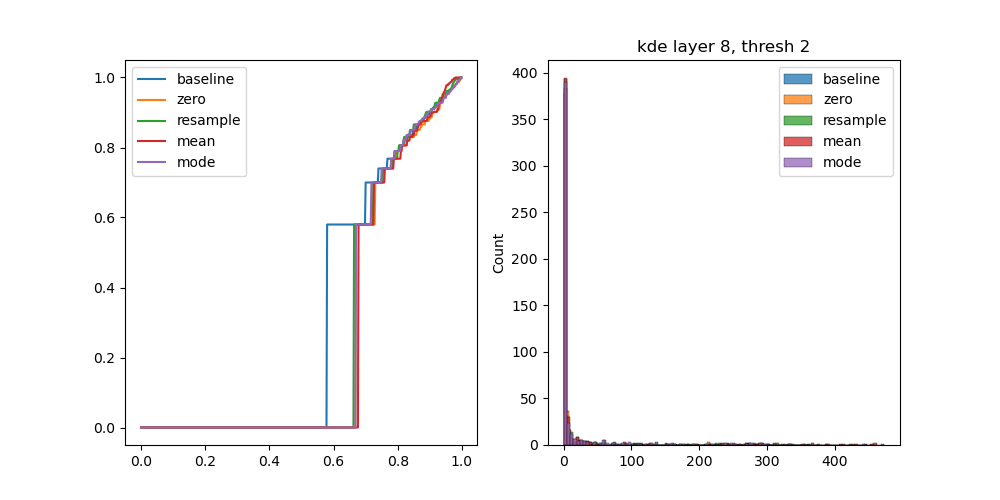 baseline
zero
resample
mean
mode
1.0
0.8
0.6
0.4
0.2
0.0
0.0 0.2 0.4 0.6 0.8 1.0
kde layer 8, thresh 2
baseline
zero
resample
mean
mode
Count
400
350
300
250
200
150
100
50
0
0 100 200 300 400